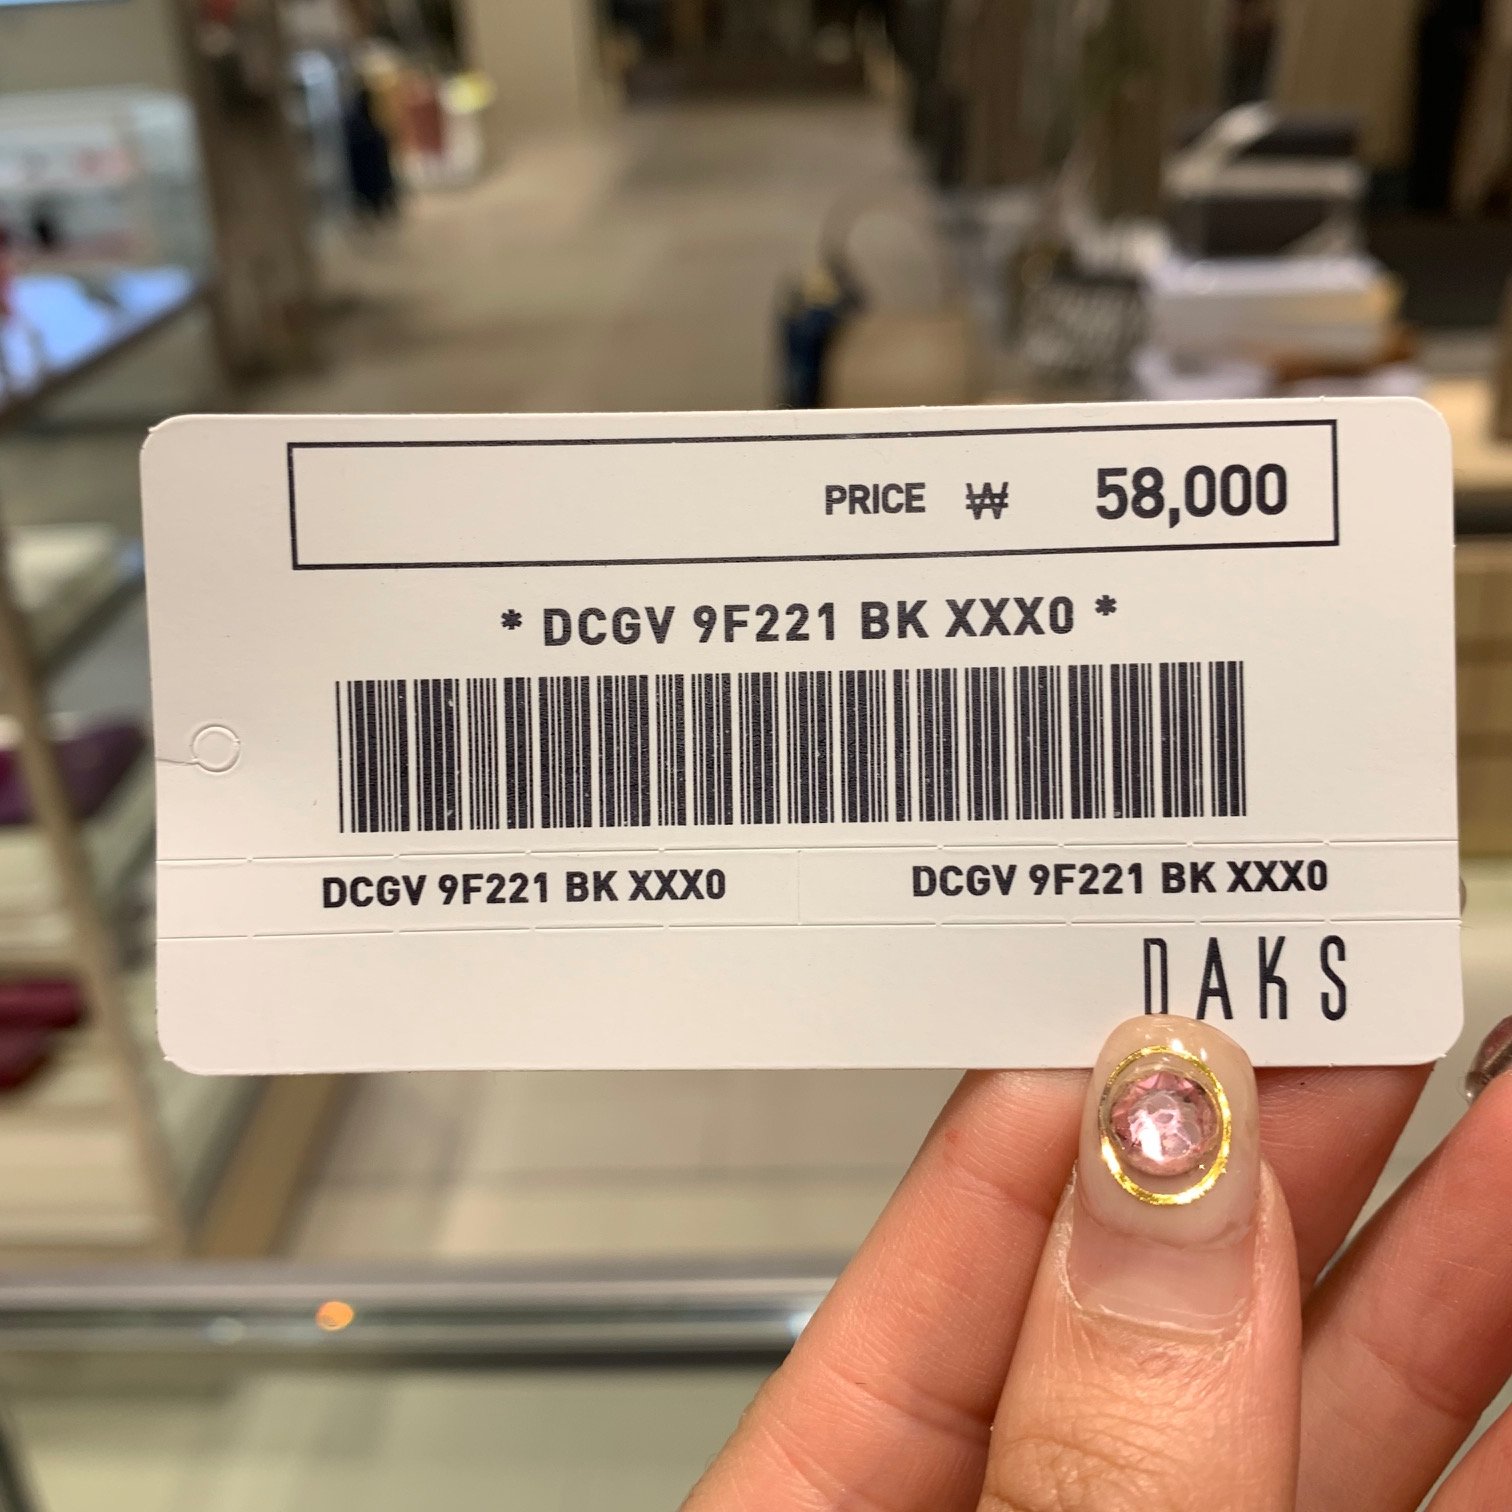 PRICE ₩ 58,000
* DCGV 9F221 BK XXX0 *
DCGV 9F221 BK XXX0 DCGV 9F221 BK XXX0
DAKS